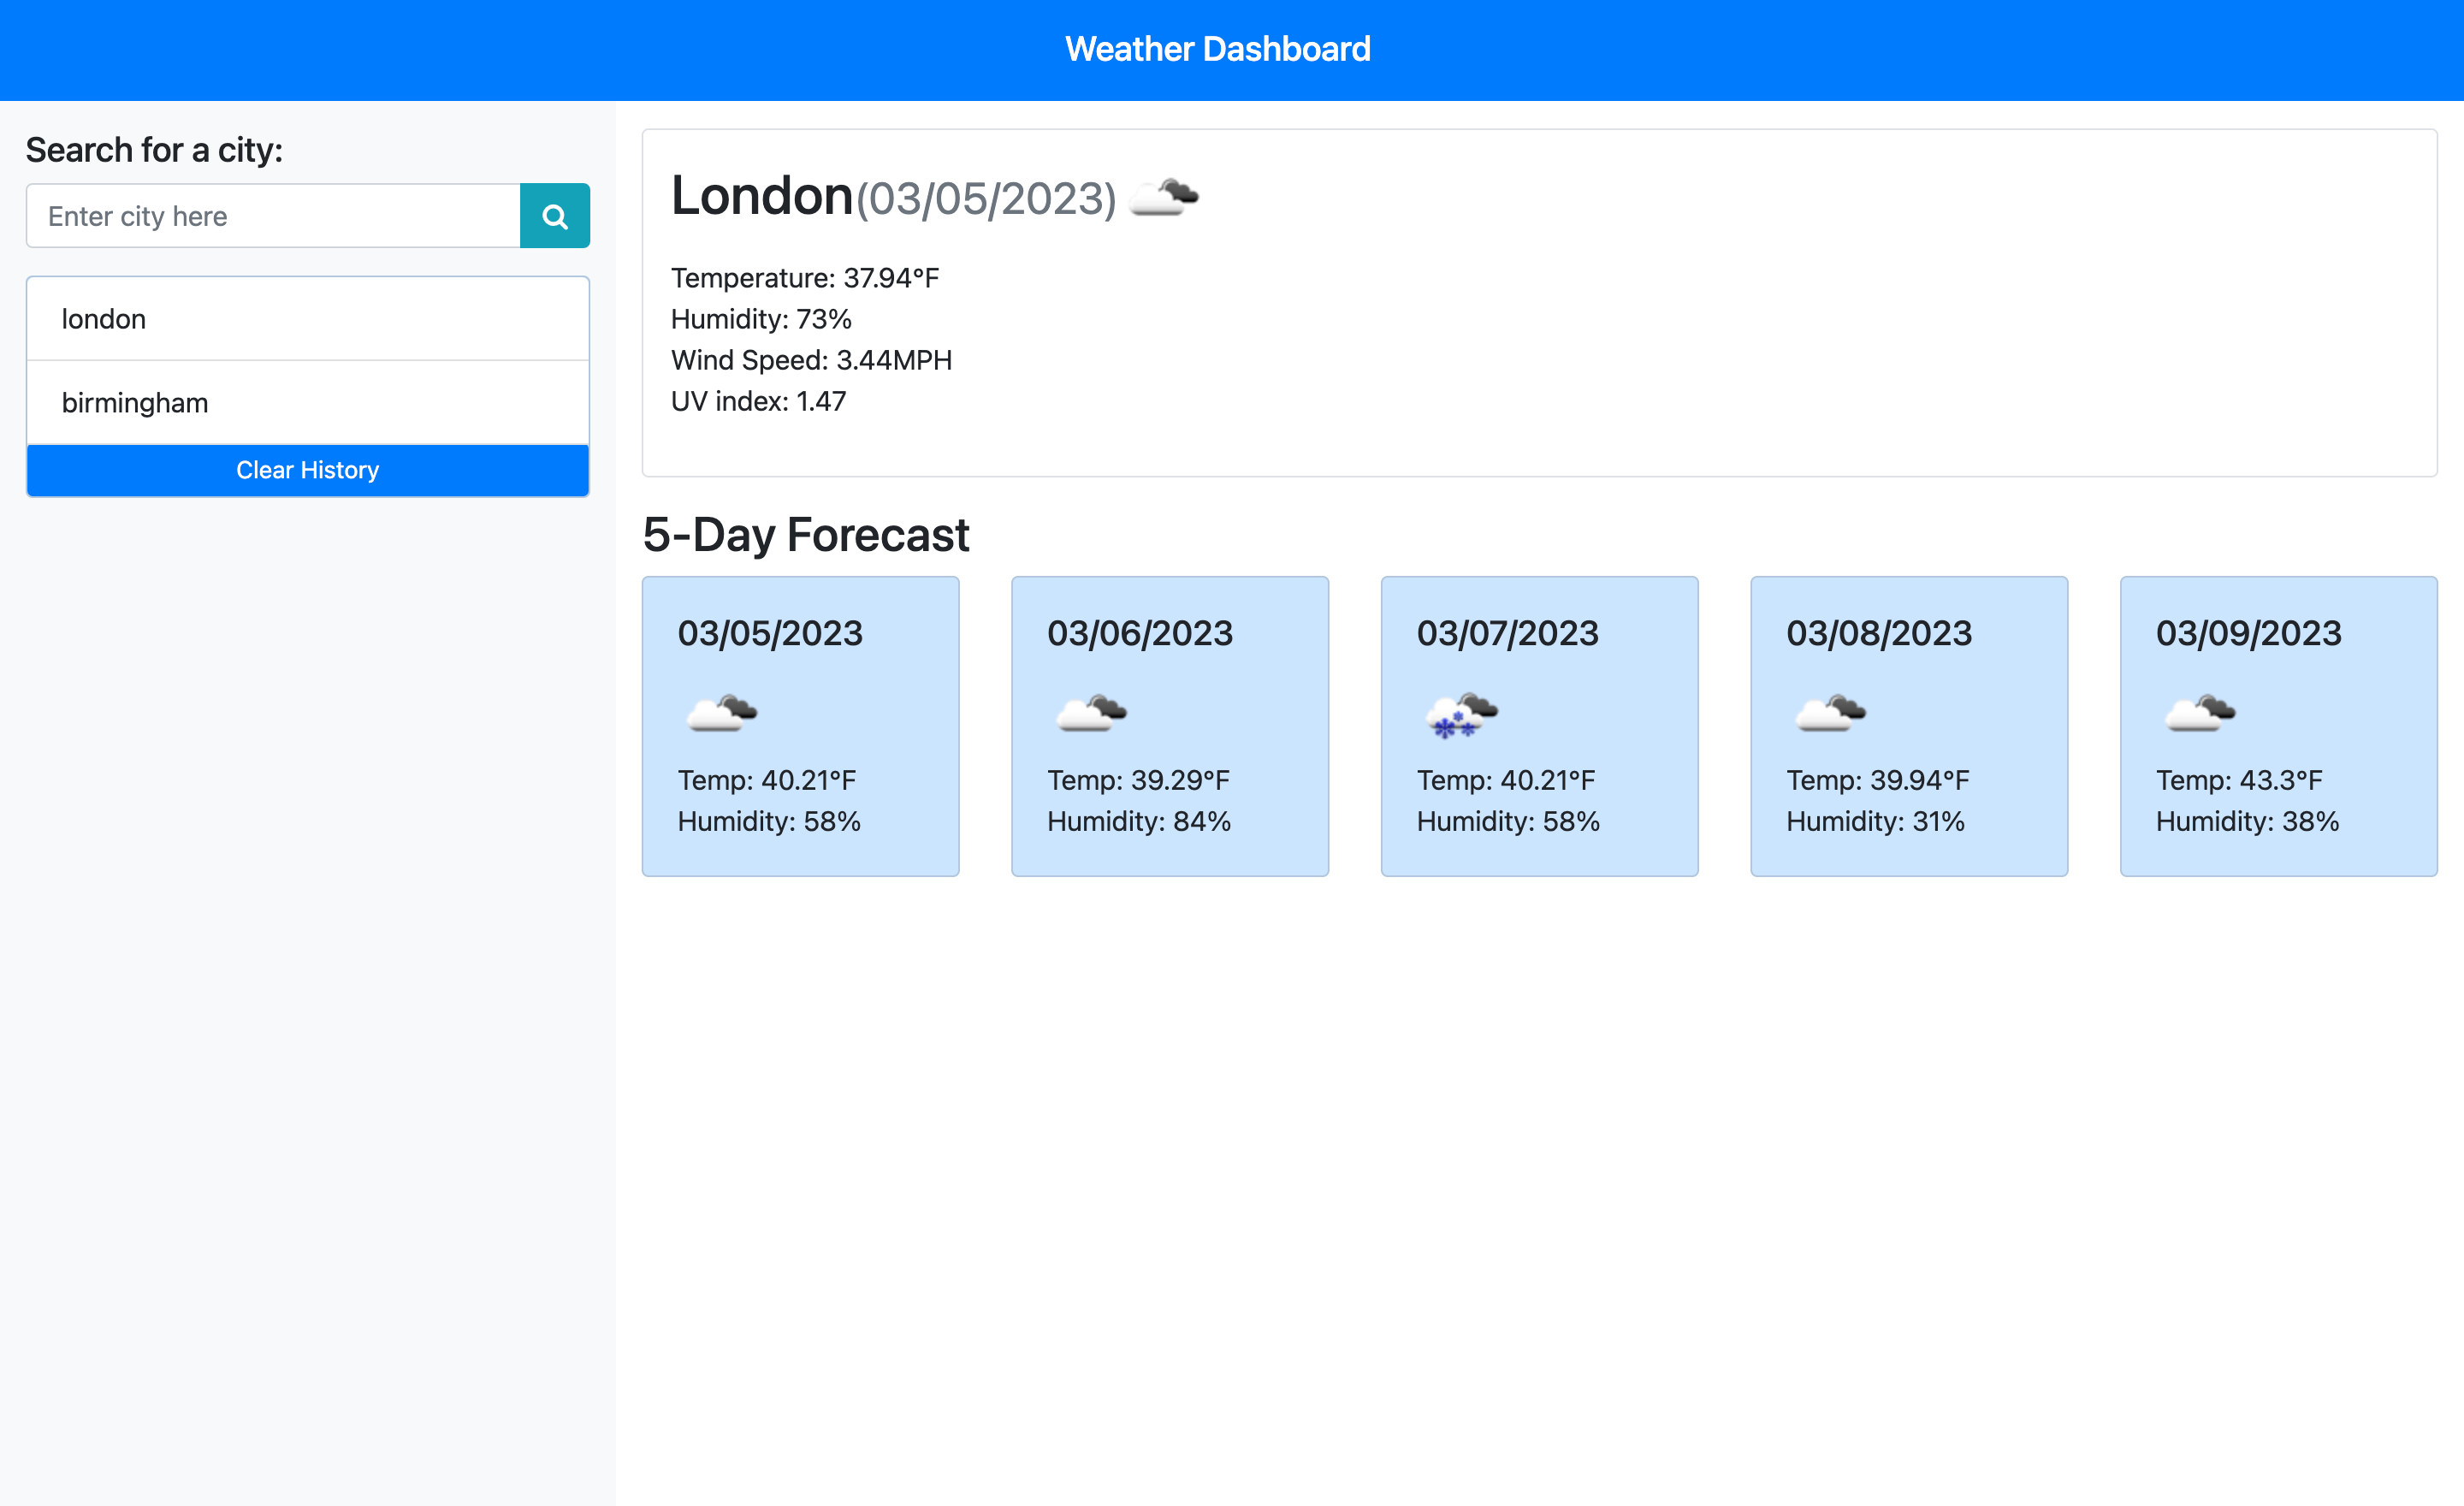 Weather Dashboard
Search for a city:
Enter city here
london
birmingham
Clear History
London(03/05/2023)
Temperature: 37.94°F
Humidity: 73%
Wind Speed: 3.44MPH
UV index: 1.47
5-Day Forecast
03/05/2023
Temp: 40.21°F
Humidity: 58%
03/06/2023
Temp: 39.29°F
Humidity: 84%
03/07/2023
Temp: 40.21°F
Humidity: 58%
03/08/2023
Temp: 39.94°F
Humidity: 31%
03/09/2023
Temp: 43.3°F
Humidity: 38%